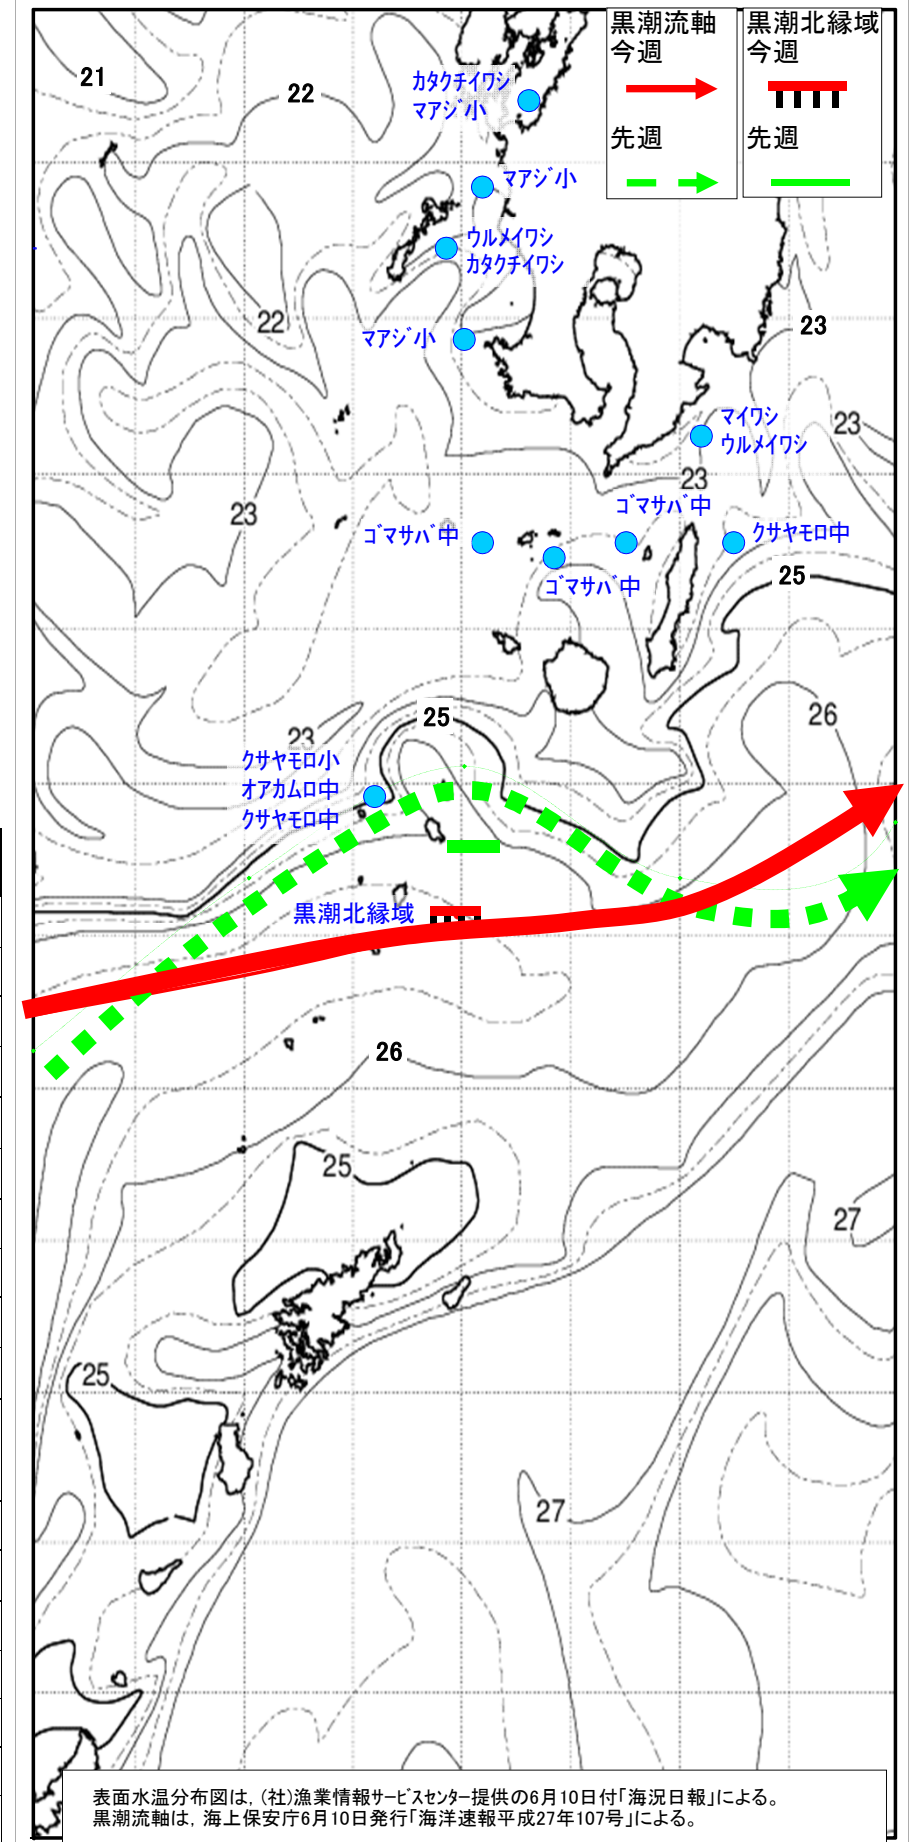 黒潮流軸
今週
先週
黒潮北縁域
今週
先週
21
22
カタクチイワシ
マアジ小
マアジ小
ウルメイワシ
カタクチイワシ
22
23
マアジ小
マイワシ
ウルメイワシ
23
23
23
ゴマサバ中
ゴマサバ中
クサヤモロ中
ゴマサバ中
25
26
25
23
クサヤモロ小
オアカムロ中
クサヤモロ中
黒潮北縁域
26
25
27
25
27
表面水温分布図は, (社)漁業情報サービスセンター提供の6月10日付「海況日報」による。
黒潮流軸は, 海上保安庁6月10日発行「海洋速報平成27年107号」による。